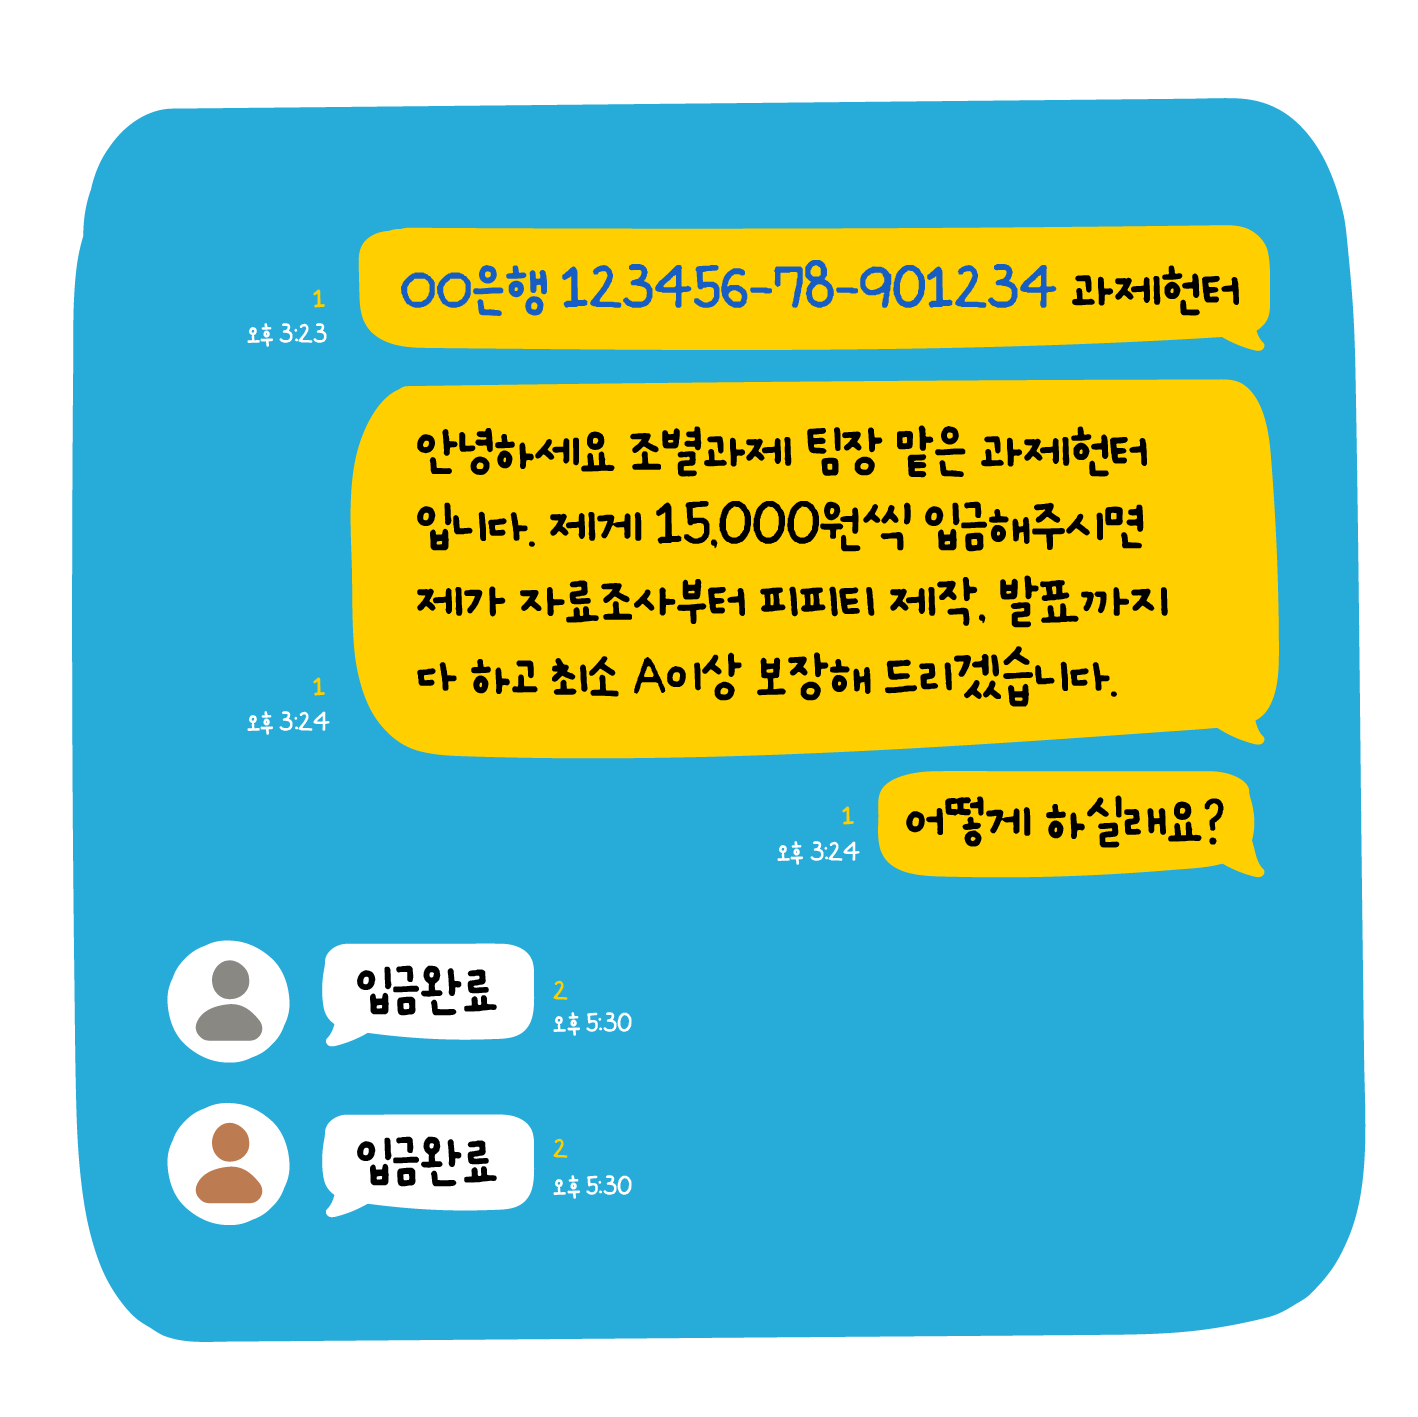 OO은행 123456-78-901234 과제헌터
1
오후 3:23
안녕하세요 조별과제 팀장 맡은 과제헌터
입니다. 제게 15,000원씩 입금해주시면
제가 자료조사부터 피피티 제작, 발표까지
다 하고 최소 A이상 보장해 드리겠습니다.
1
오후 3:24
어떻게 하실래요?
1
오후 3:24
입금완료
2
오후 5:30
입금완료
2
오후 5:30